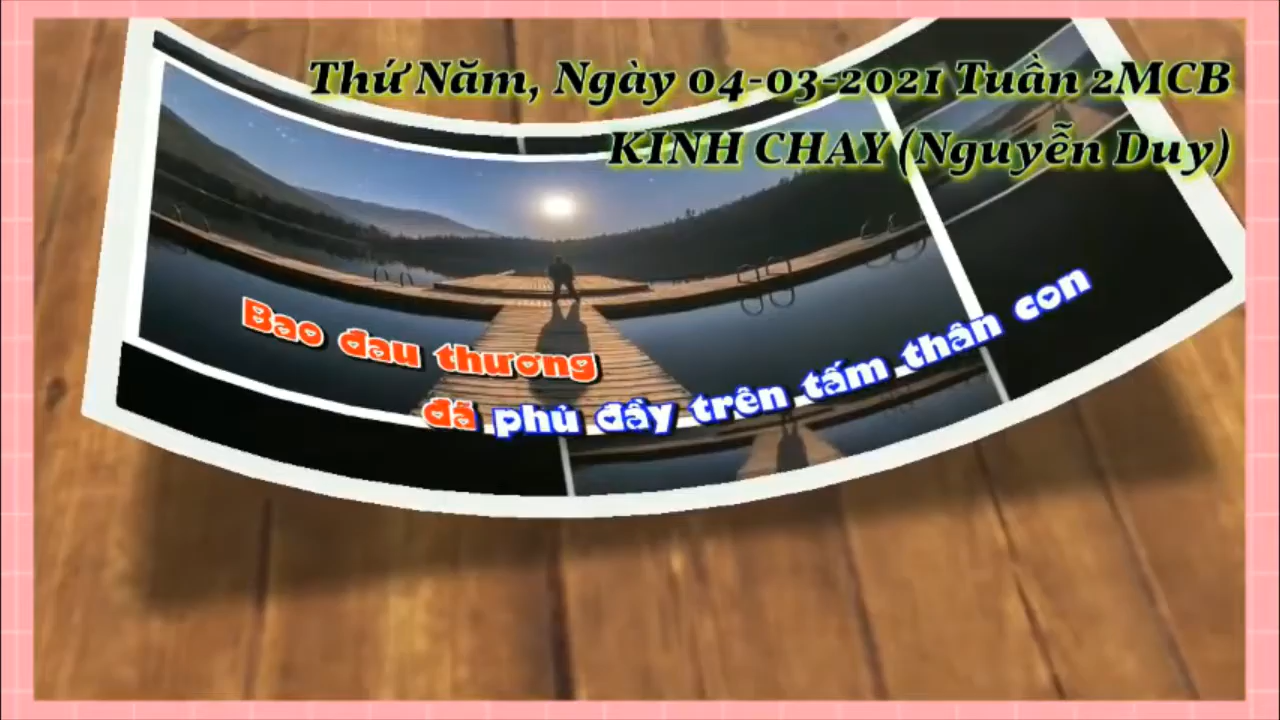 Thứ Năm, Ngày 04-03-2021 Tuần 2MCB
KINH CHAY (Nguyễn Duy)
Bao đau thương
đã phủ đầy trên tấm thân con